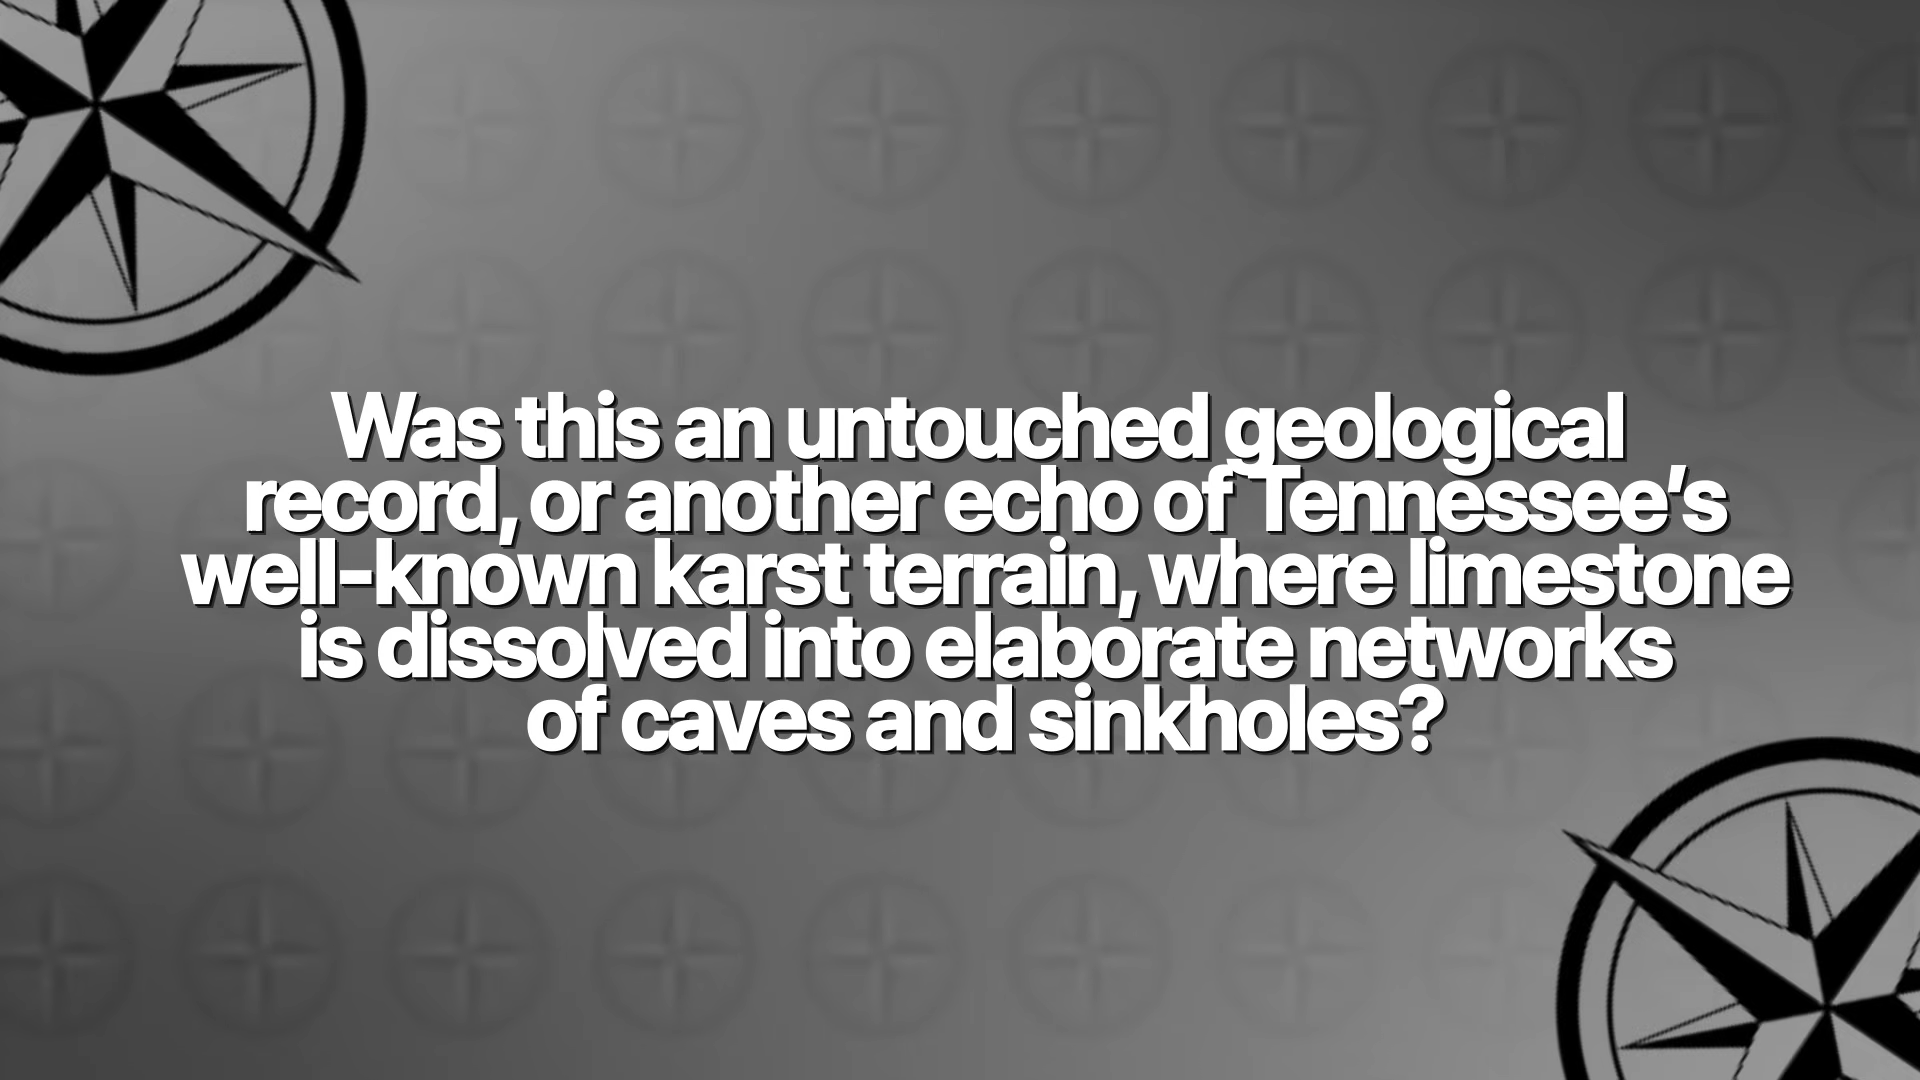 Was this an untouched geological
record, or another echo of Tennessee’s
well-known karst terrain, where limestone
is dissolved into elaborate networks
of caves and sinkholes?